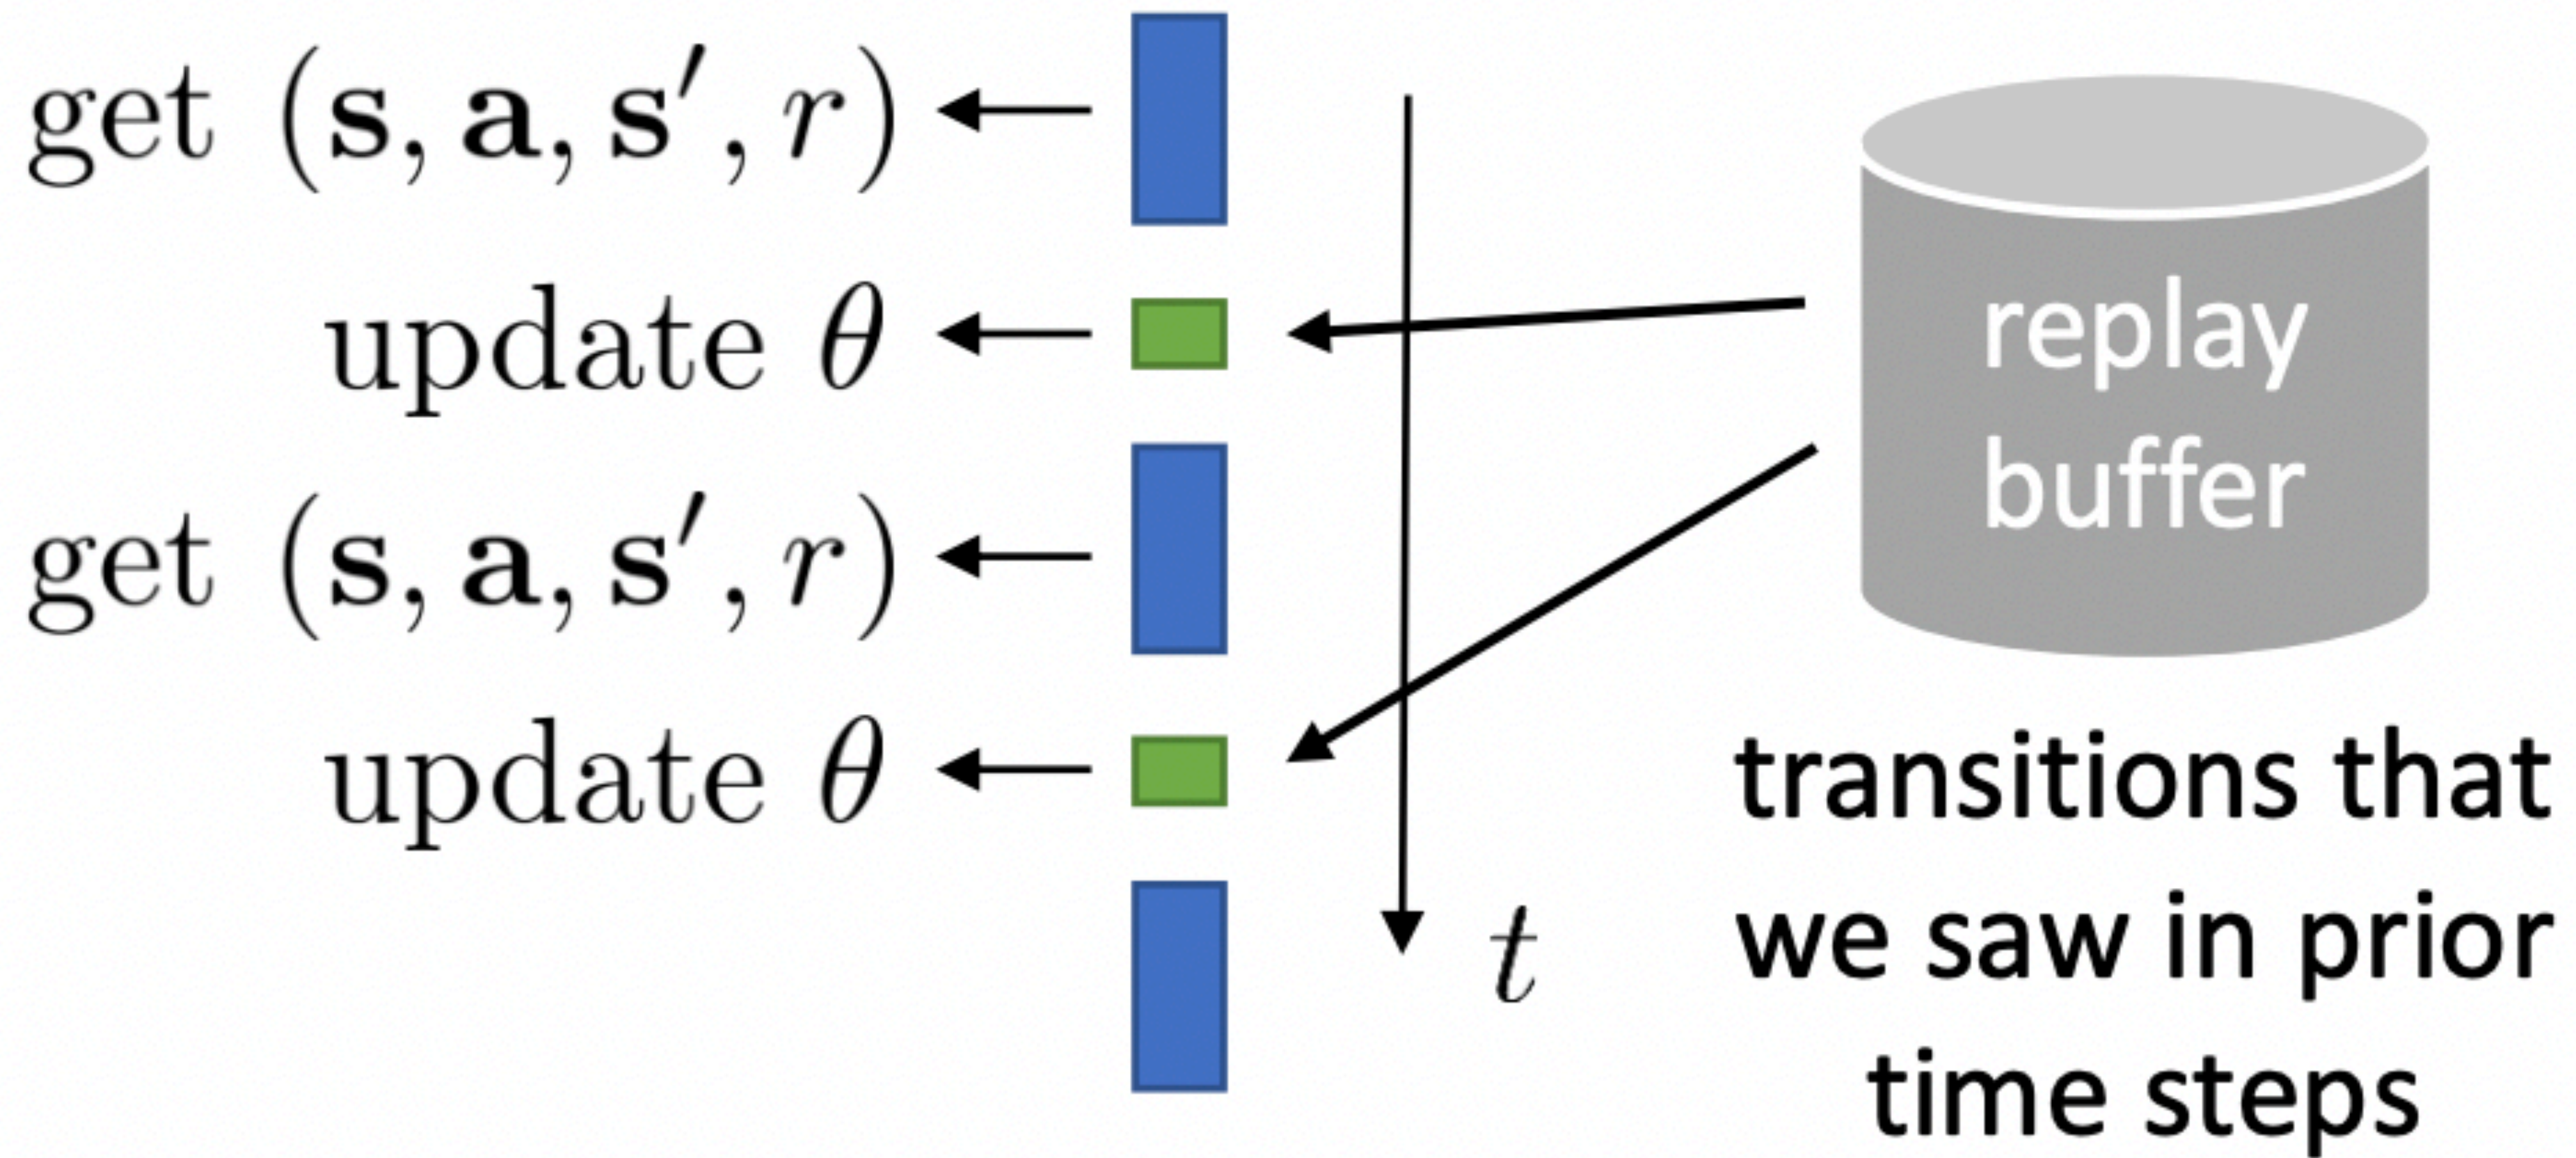 get (s, a, s′, r)
update θ
get (s, a, s′, r)
update θ
t
replay
buffer
transitions that
we saw in prior
time steps